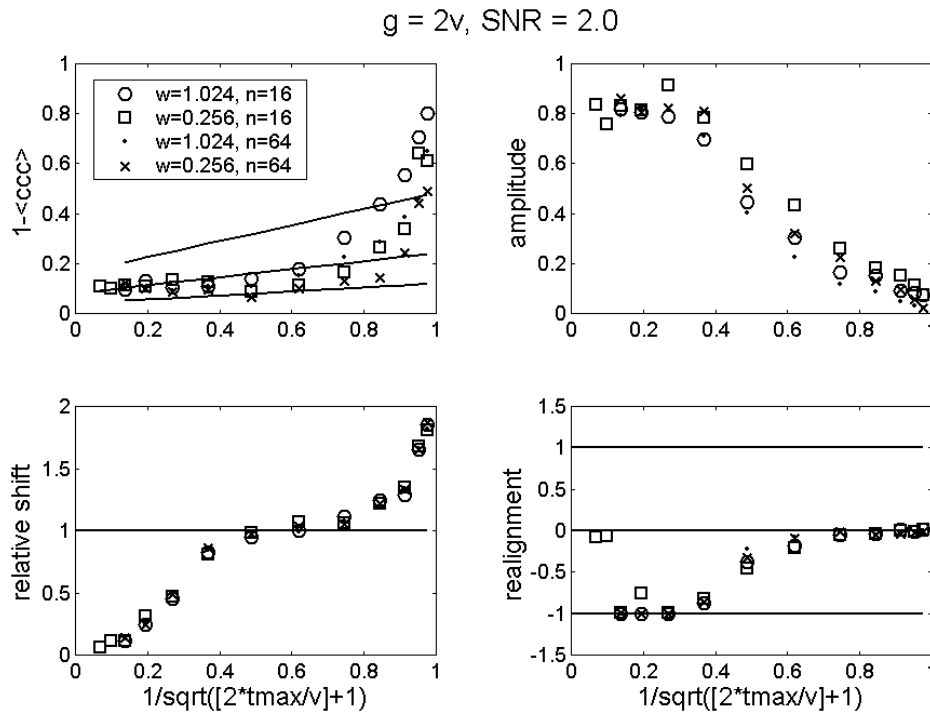 g = 2v, SNR = 2.0
1
0.8
0.6
0.4
0.2
0
0 0.2 0.4 0.6 0.8 1
1-<ccc>
w=1.024, n=16
w=0.256, n=16
w=1.024, n=64
w=0.256, n=64
1
0.8
0.6
0.4
0.2
0
0 0.2 0.4 0.6 0.8 1
amplitude
2
1.5
1
0.5
0
0 0.2 0.4 0.6 0.8 1
relative shift
1/sqrt([2*tmax/v]+1)
1.5
1
0.5
0
-0.5
-1
-1.5
0 0.2 0.4 0.6 0.8 1
realignment
1/sqrt([2*tmax/v]+1)